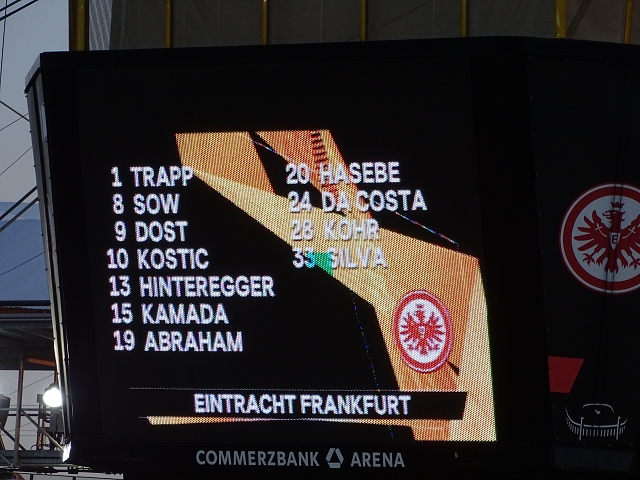 1 TRAPP
8 SOW
9 DOST
10 KOSTIC
13 HINTEREGGER
15 KAMADA
19 ABRAHAM
20 HASEBE
24 DA COSTA
28 KOHR
33 SILVA
EINTRACHT FRANKFURT
COMMERZBANK ARENA